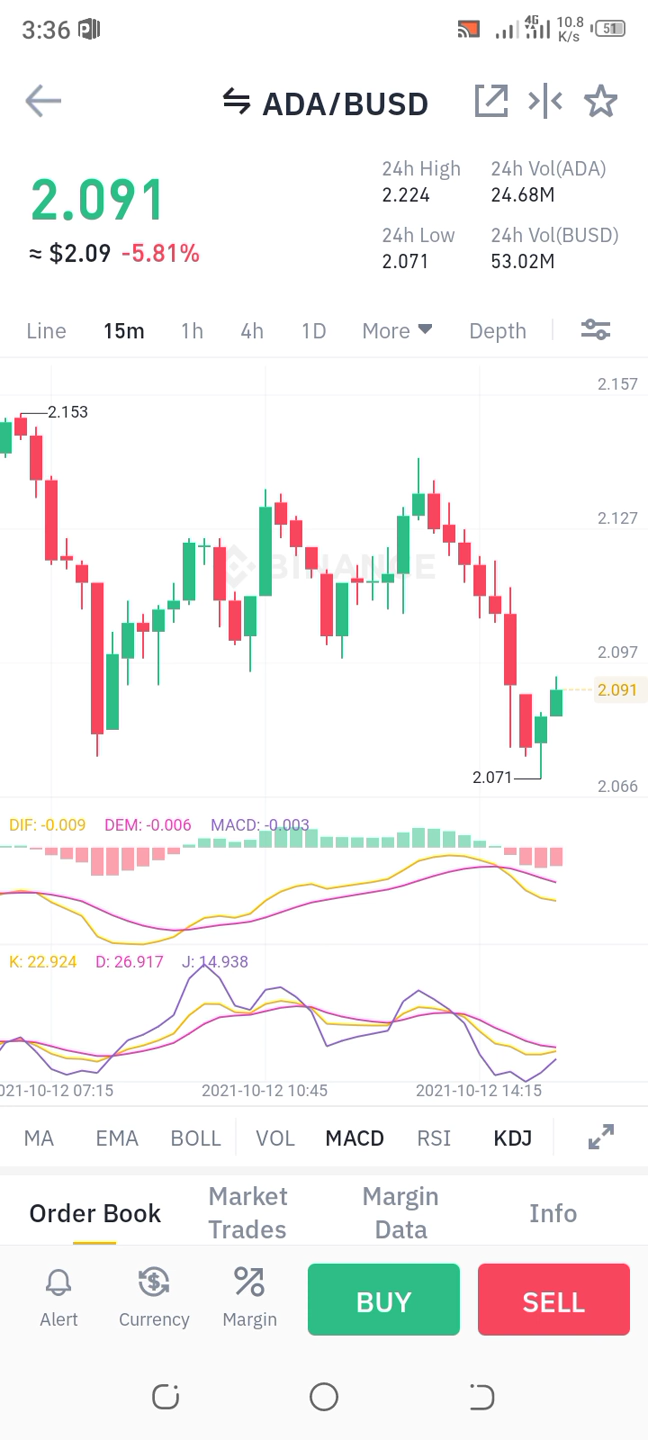 3:36
4G
10.8
K/s
51
ADA/BUSD
2.091
≈ $2.09 -5.81%
24h High
2.224
24h Vol(ADA)
24.68M
24h Low
2.071
24h Vol(BUSD)
53.02M
Line 15m 1h 4h 1D More Depth
2.157
2.153
2.127
BINANCE
2.097
2.091
2.071
2.066
DIF: -0.009 DEM: -0.006 MACD: -0.003
K: 22.924 D: 26.917 J: 14.938
021-10-12 07:15 2021-10-12 10:45 2021-10-12 14:15
MA EMA BOLL VOL MACD RSI KDJ
Order Book
Market
Trades
Margin
Data
Info
Alert
Currency
Margin
BUY
SELL